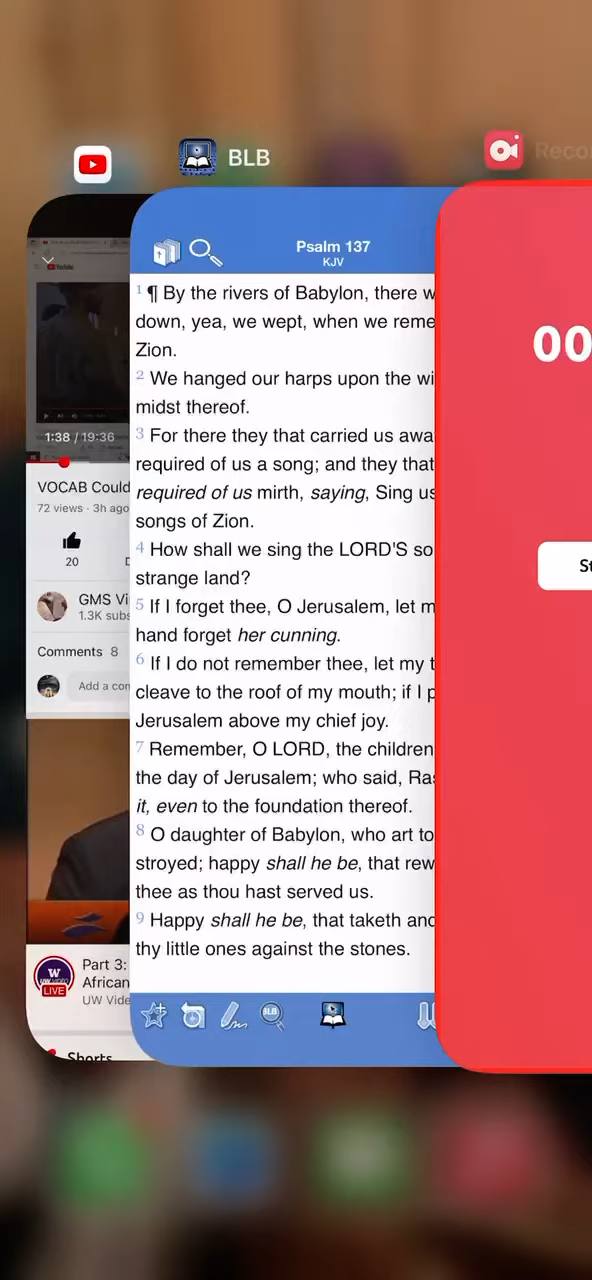 BLB
Recor
Psalm 137
KJV
1 ¶ By the rivers of Babylon, there w
down, yea, we wept, when we reme
Zion.
2 We hanged our harps upon the wi
midst thereof.
3 For there they that carried us awa
required of us a song; and they that
required of us mirth, saying, Sing us
songs of Zion.
4 How shall we sing the LORD'S so
strange land?
5 If I forget thee, O Jerusalem, let m
hand forget her cunning.
6 If I do not remember thee, let my t
cleave to the roof of my mouth; if I p
Jerusalem above my chief joy.
7 Remember, O LORD, the children
the day of Jerusalem; who said, Ras
it, even to the foundation thereof.
8 O daughter of Babylon, who art to
stroyed; happy shall he be, that rew
thee as thou hast served us.
9 Happy shall he be, that taketh and
thy little ones against the stones.
BLB
YouTube
1:38 / 19:36
VOCAB Could
72 views · 3h ago
20
D
GMS Vi
1.3K subs
Comments 8
Add a con
W
UW VIDEO
LIVE
Part 3:
African
UW Vide
Shorts
00
St